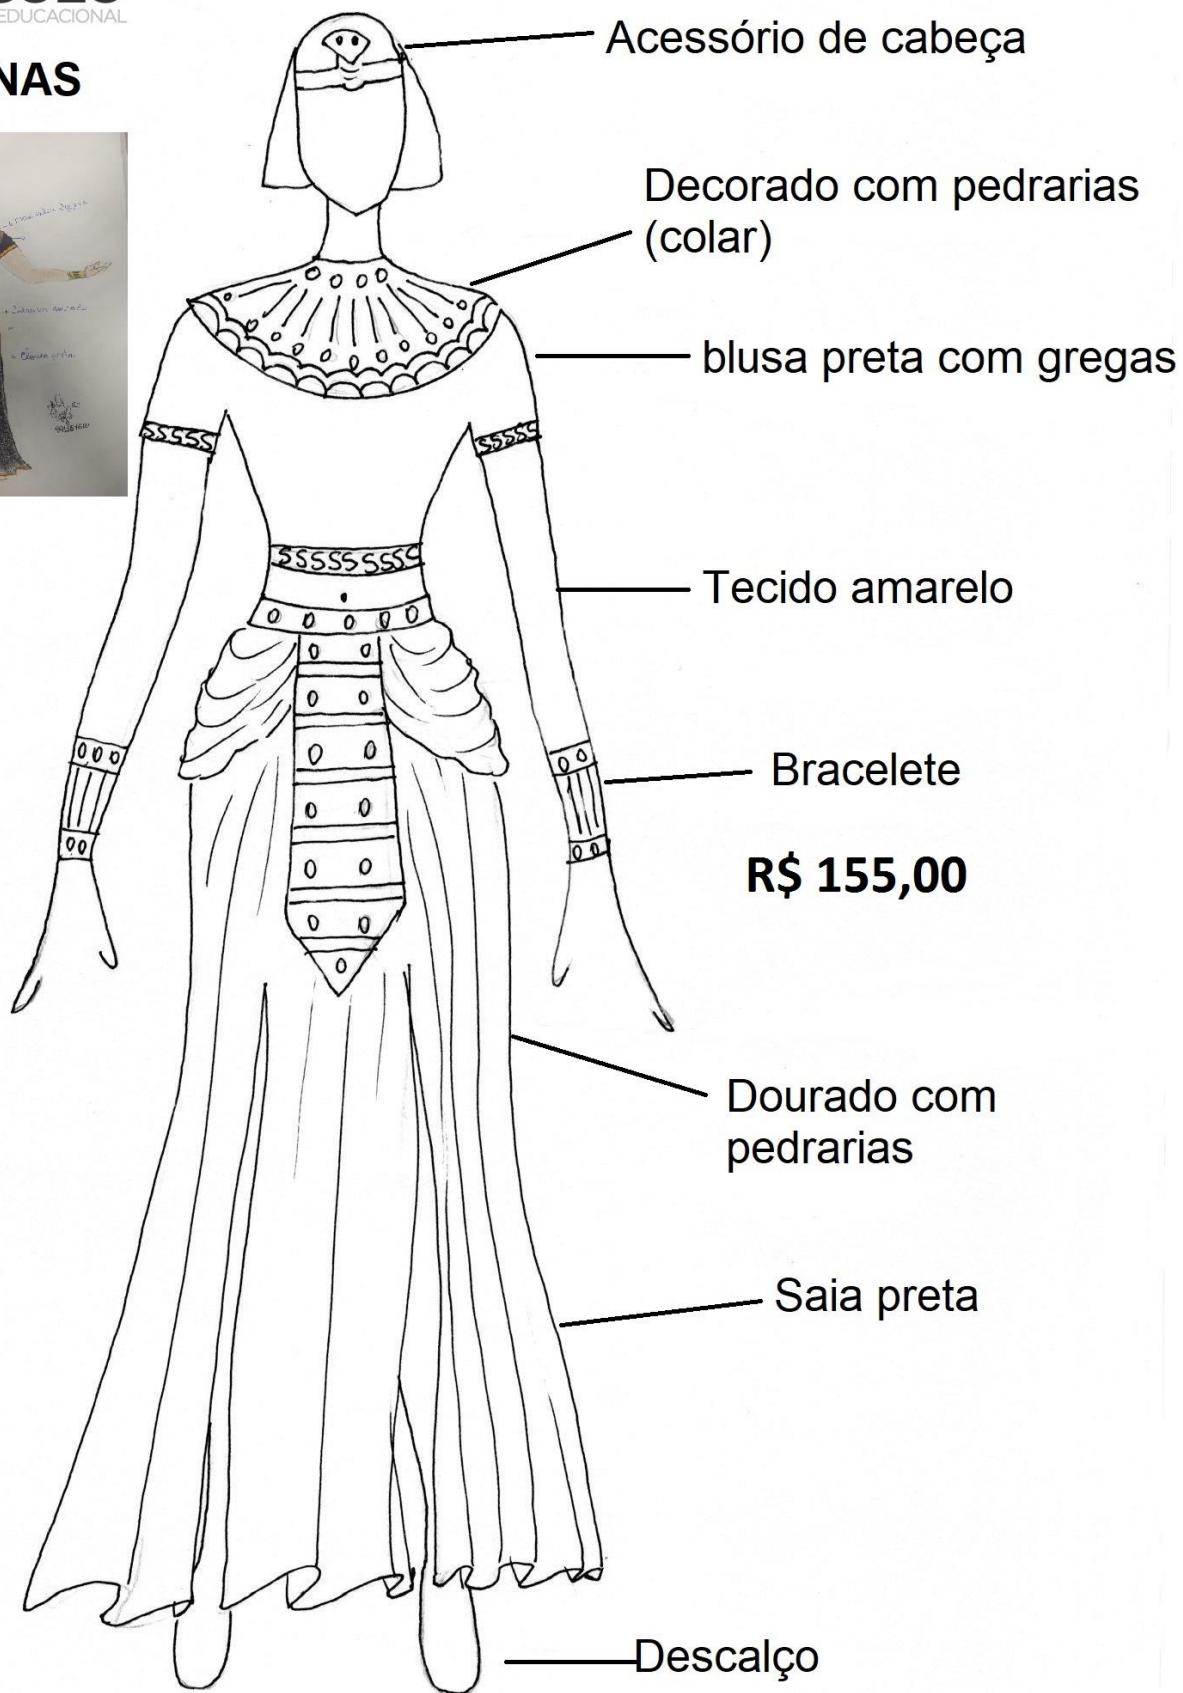 EDUCACIONAL
NAS
Acessório de cabeça
Decorado com pedrarias
(colar)
blusa preta com gregas
Tecido amarelo
Bracelete
R$ 155,00
Dourado com
pedrarias
Saia preta
Descalço